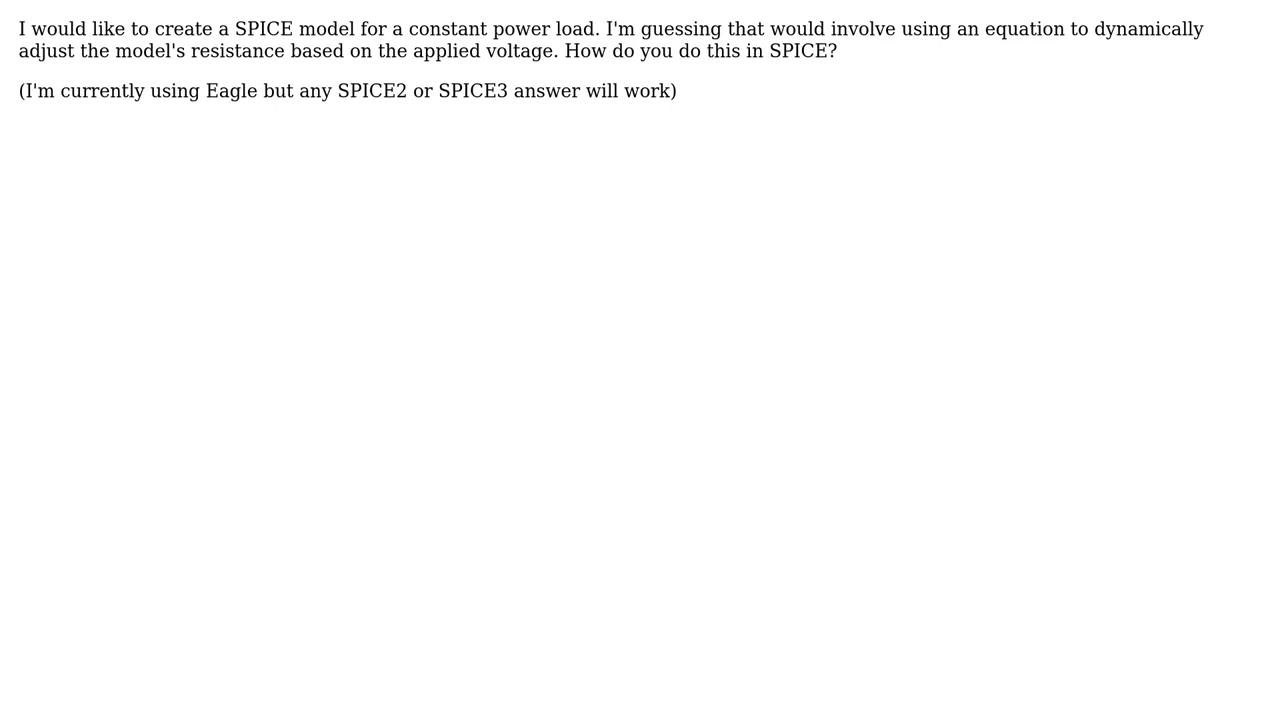 I would like to create a SPICE model for a constant power load. I'm guessing that would involve using an equation to dynamically
adjust the model's resistance based on the applied voltage. How do you do this in SPICE?
(I'm currently using Eagle but any SPICE2 or SPICE3 answer will work)